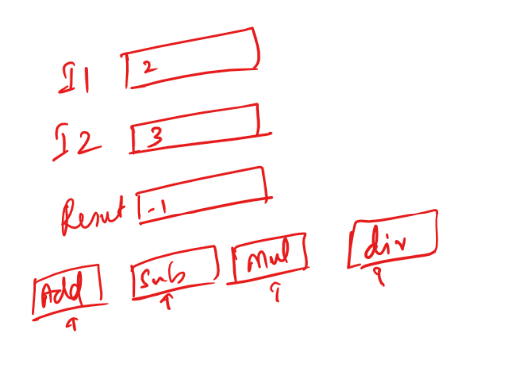 I1 2
I2 3
Result -1
Add Sub Mul div